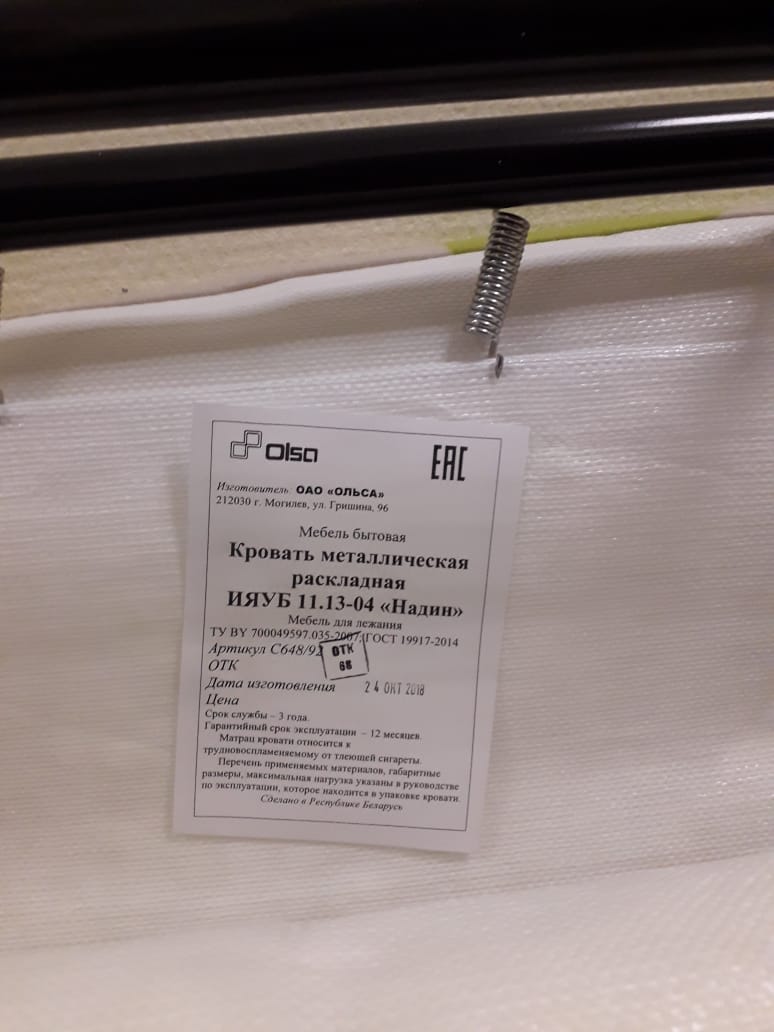 Olsa
ЕАС
Изготовитель: ОАО «ОЛЬСА»
212030 г. Могилев, ул. Гришина, 96
Мебель бытовая
Кровать металлическая
раскладная
ИЯУБ 11.13-04 «Надин»
Мебель для лежания
ТУ BY 700049597.035-2007;ГОСТ 19917-2014
Артикул С648/92
ОТК
68
ОТК
Дата изготовления 24 ОКТ 2018
Цена
Срок службы – 3 года.
Гарантийный срок эксплуатации – 12 месяцев.
Матрац кровати относится к
трудновоспламеняемому от тлеющей сигареты.
Перечень применяемых материалов, габаритные
размеры, максимальная нагрузка указаны в руководстве
по эксплуатации, которое находится в упаковке кровати.
Сделано в Республике Беларусь